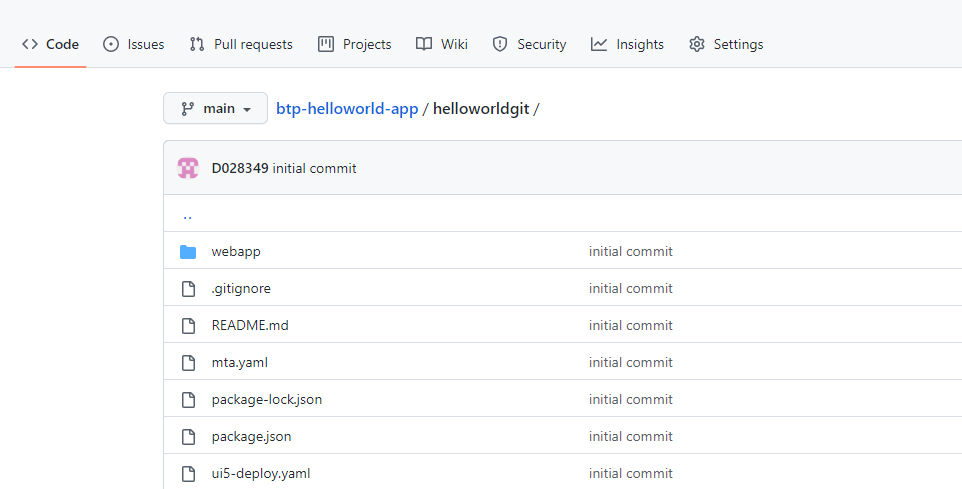 Code Issues Pull requests Projects Wiki Security Insights Settings
main btp-helloworld-app / helloworldgit /
D028349 initial commit
..
webapp initial commit
.gitignore initial commit
README.md initial commit
mta.yaml initial commit
package-lock.json initial commit
package.json initial commit
ui5-deploy.yaml initial commit